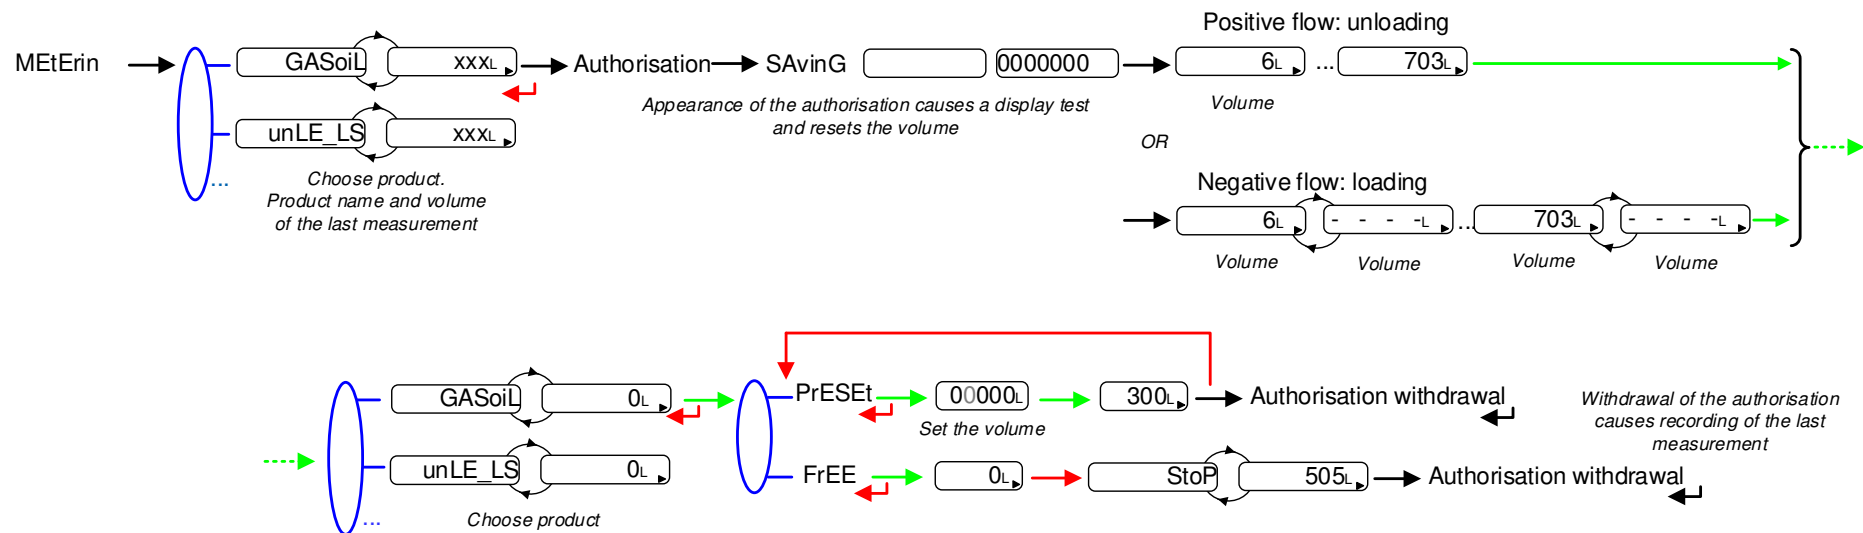 Positive flow: unloading
MEtErin
GASoiL
xxxL
Authorisation
SAvinG
0000000
6L
...
703L
Appearance of the authorisation causes a display test
and resets the volume
Volume
unLE_LS
xxxL
OR
...
Choose product.
Product name and volume
of the last measurement
Negative flow: loading
6L
- - - -L
...
703L
- - - -L
Volume
Volume
Volume
Volume
GASoiL
0L
PrESEt
00000L
300L
Authorisation withdrawal
Set the volume
Withdrawal of the authorisation
causes recording of the last
measurement
unLE_LS
0L
FrEE
0L
StoP
505L
Authorisation withdrawal
...
Choose product